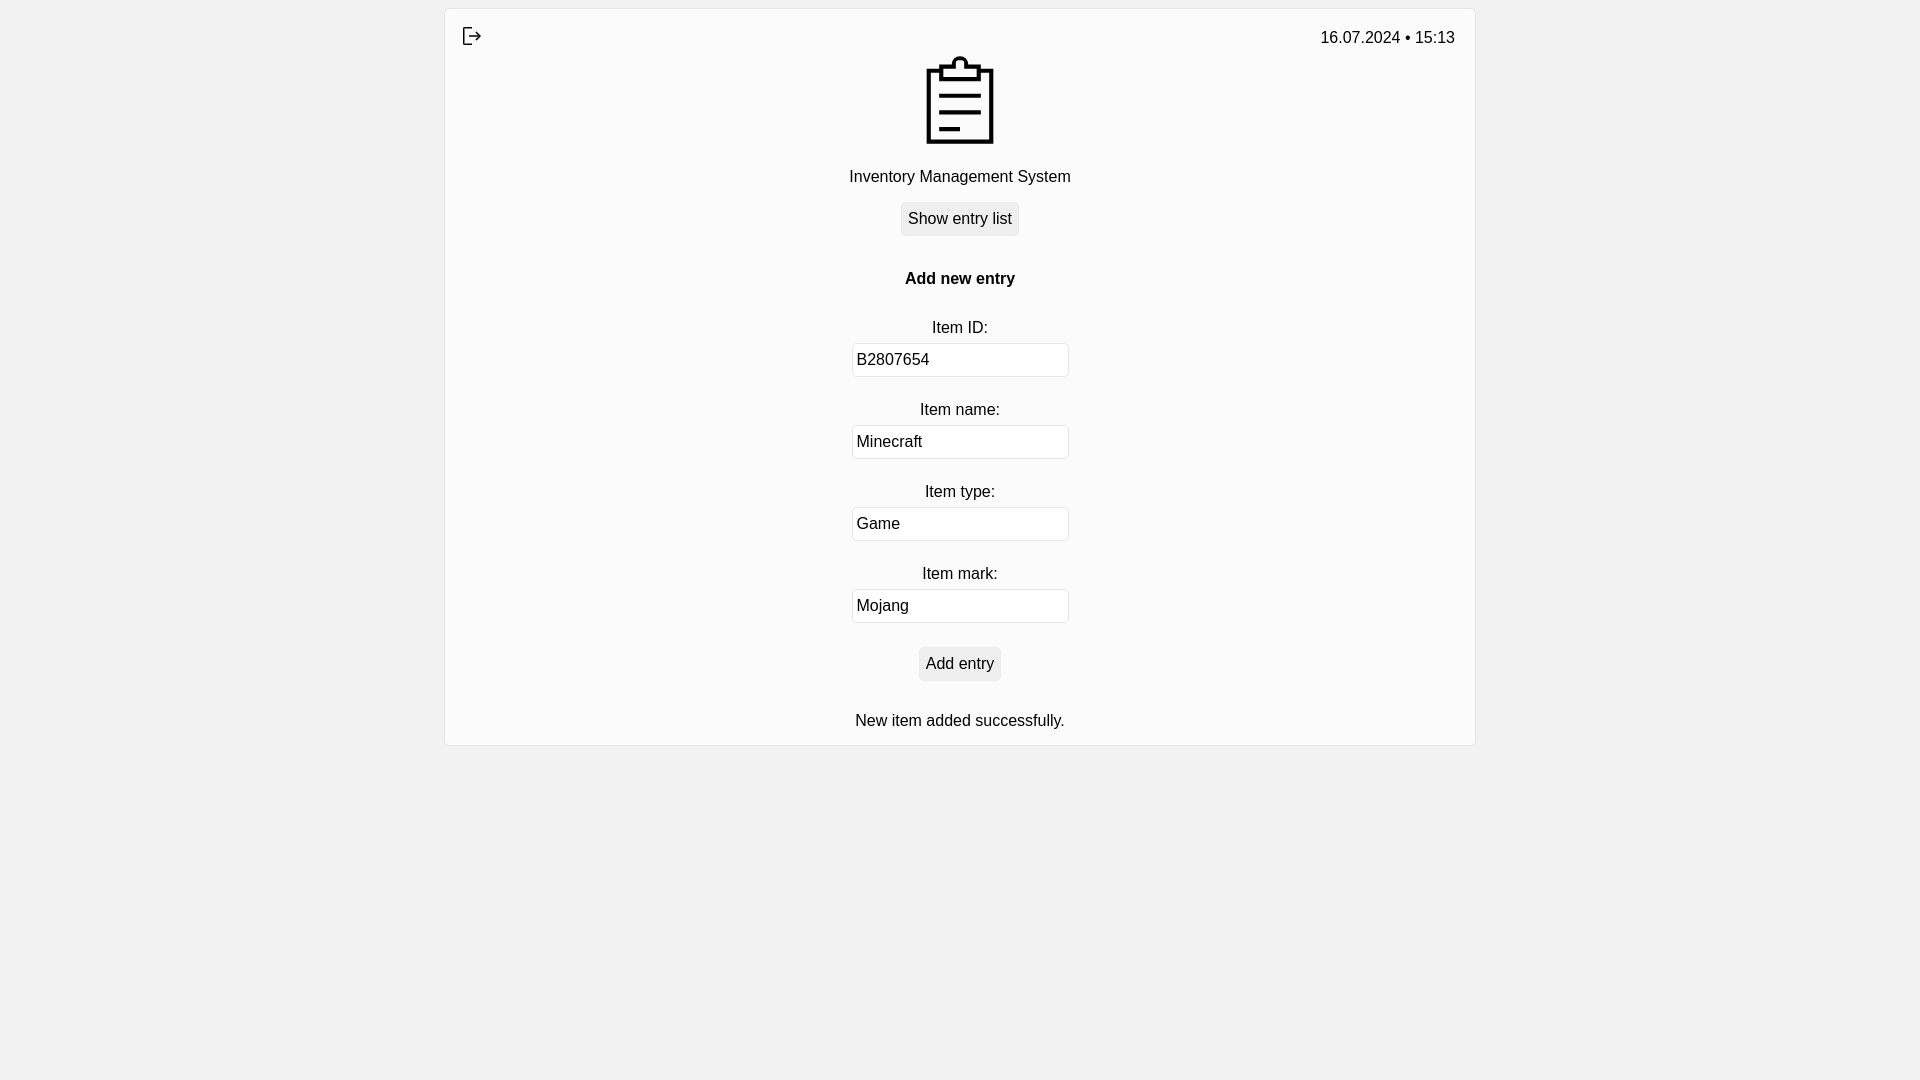 16.07.2024 • 15:13
Inventory Management System
Show entry list
Add new entry
Item ID:
B2807654
Item name:
Minecraft
Item type:
Game
Item mark:
Mojang
Add entry
New item added successfully.